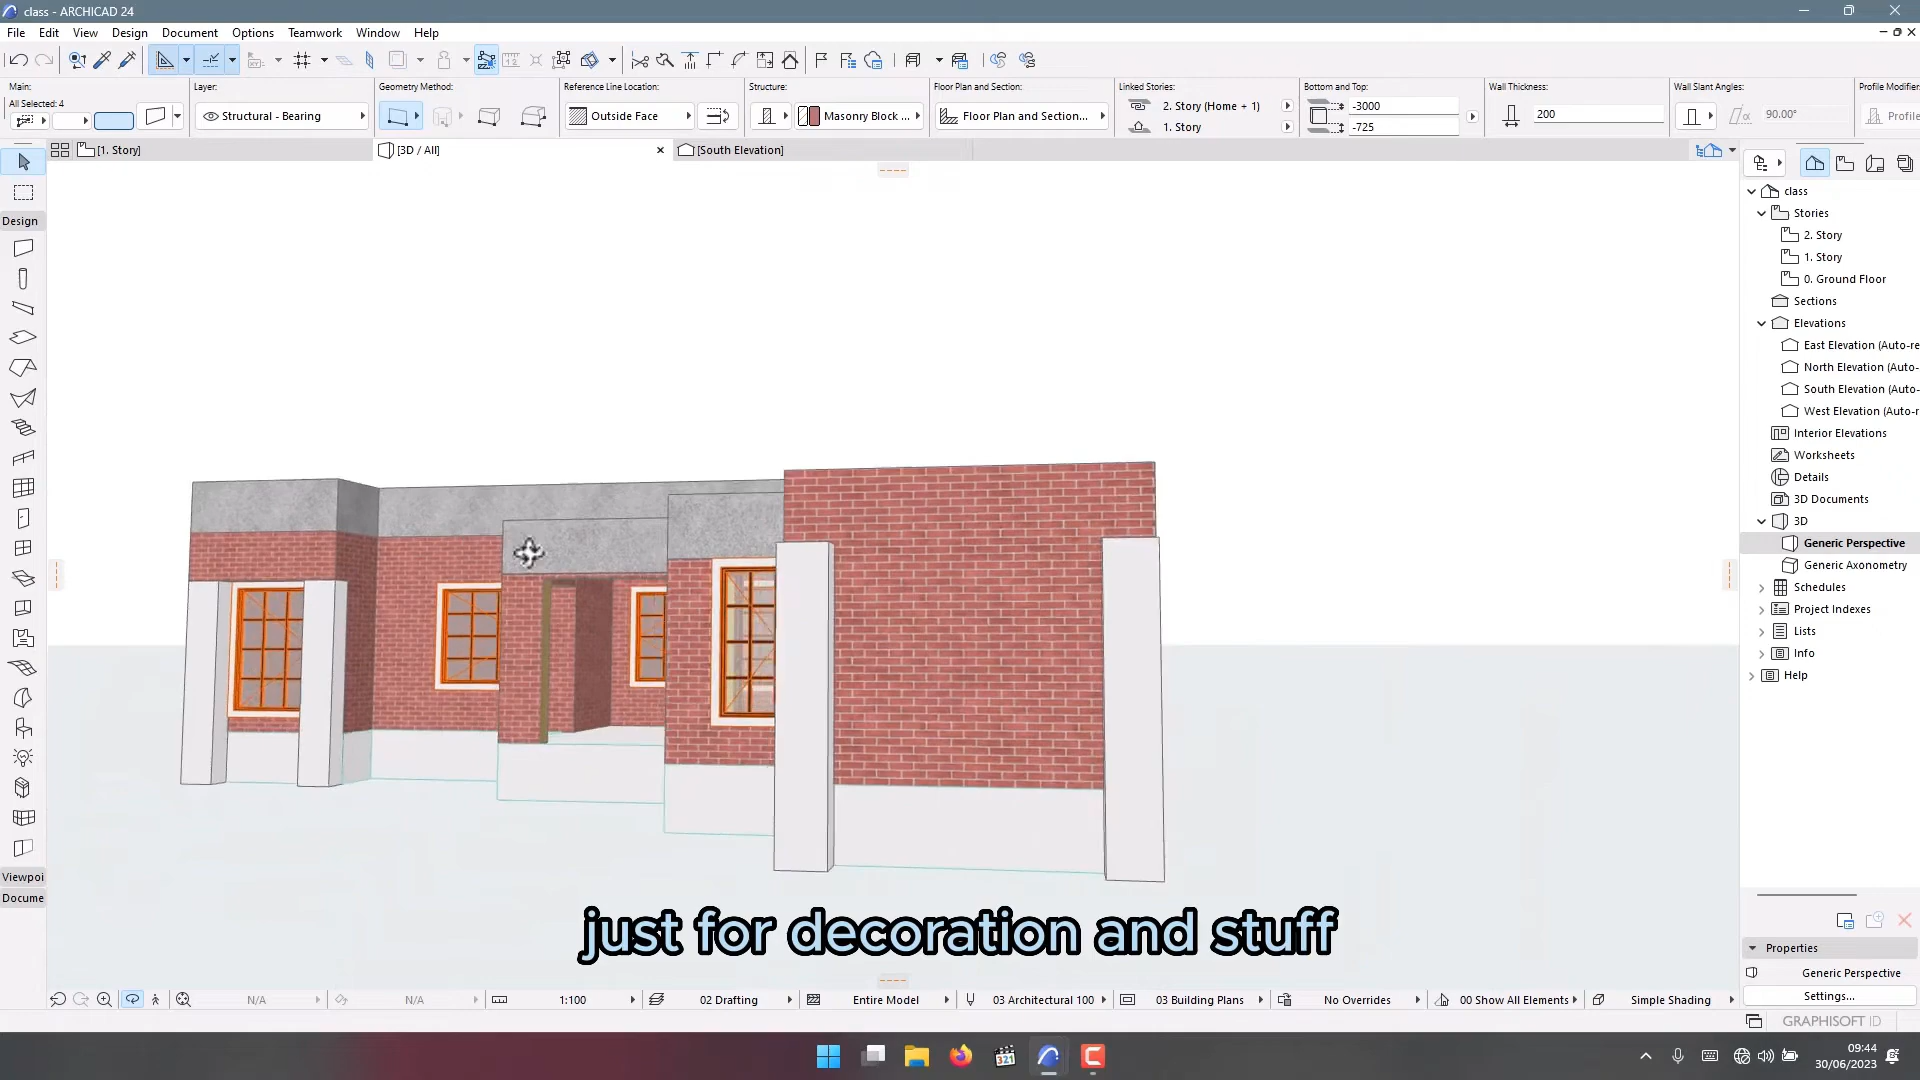 class - ARCHICAD 24
File Edit View Design Document Options Teamwork Window Help
Main: Layer: Geometry Method: Reference Line Location: Structure: Floor Plan and Section: Linked Stories: Bottom and Top: Wall Thickness: Wall Slant Angles: Profile Modifier
All Selected: 4
Structural - Bearing
Outside Face
Masonry Block ...
Floor Plan and Section...
2. Story (Home + 1)
1. Story
-3000
-725
200
90.00°
Profile
[1. Story]
[3D / All]
[South Elevation]
Design
Viewpoi
Docume
class
Stories
2. Story
1. Story
0. Ground Floor
Sections
Elevations
East Elevation (Auto-re
North Elevation (Auto-
South Elevation (Auto-
West Elevation (Auto-r
Interior Elevations
Worksheets
Details
3D Documents
3D
Generic Perspective
Generic Axonometry
Schedules
Project Indexes
Lists
Info
Help
Properties
Generic Perspective
Settings...
just for decoration and stuff
N/A N/A 1:100 02 Drafting Entire Model 03 Architectural 100 03 Building Plans No Overrides 00 Show All Elements Simple Shading
GRAPHISOFT ID
321
09:44
30/06/2023